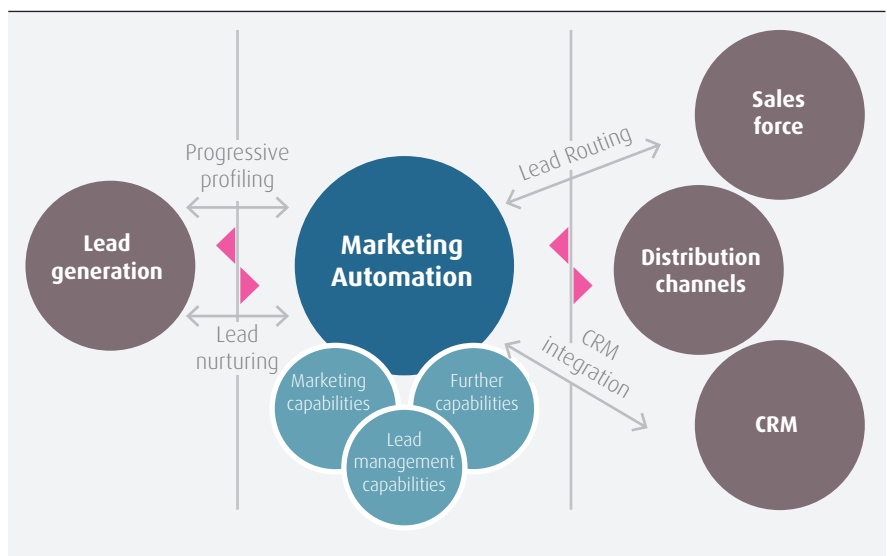 Lead
generation
Progressive
profiling
Lead
nurturing
Marketing
Automation
Marketing
capabilities
Further
capabilities
Lead
management
capabilities
Lead Routing
CRM
integration
Sales
force
Distribution
channels
CRM